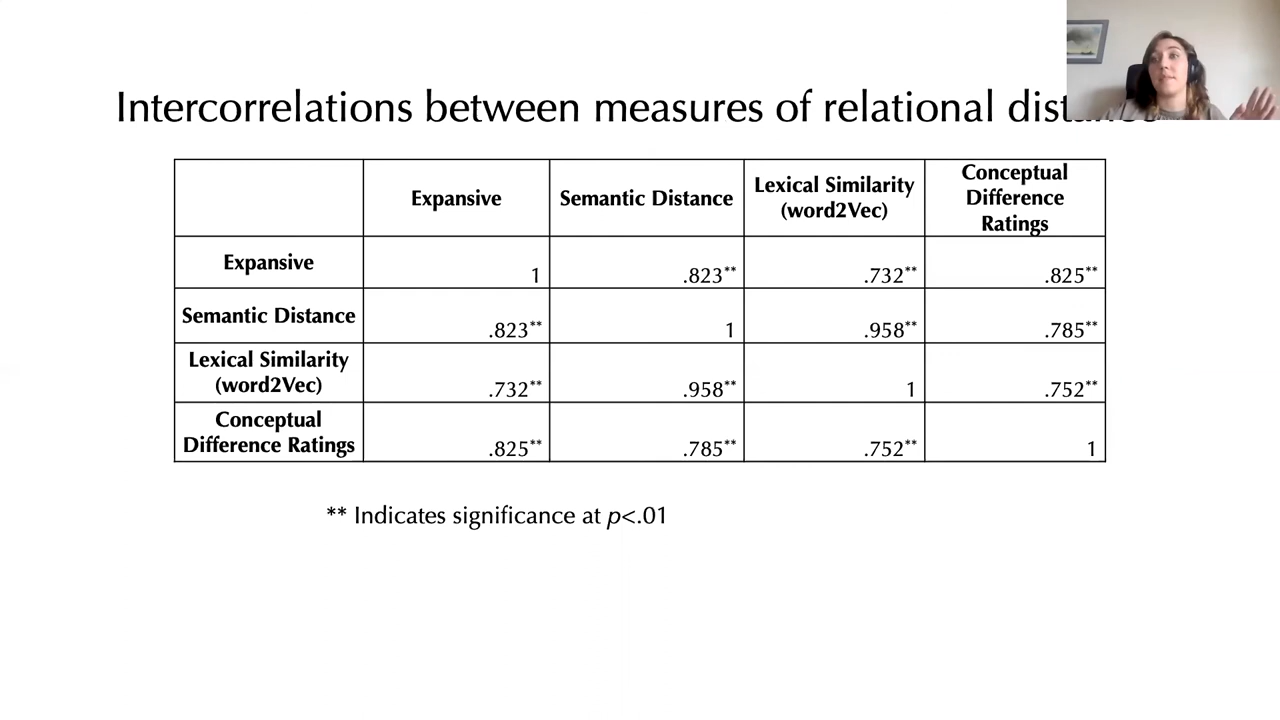 Intercorrelations between measures of relational
Expansive
Semantic Distance
Lexical Similarity
(word2Vec)
Conceptual
Difference
Ratings
Expansive
1
.823**
.732**
.825**
Semantic Distance
.823**
1
.958**
.785**
Lexical Similarity
(word2Vec)
.732**
.958**
1
.752**
Conceptual
Difference Ratings
.825**
.785**
.752**
1
** Indicates significance at p<.01